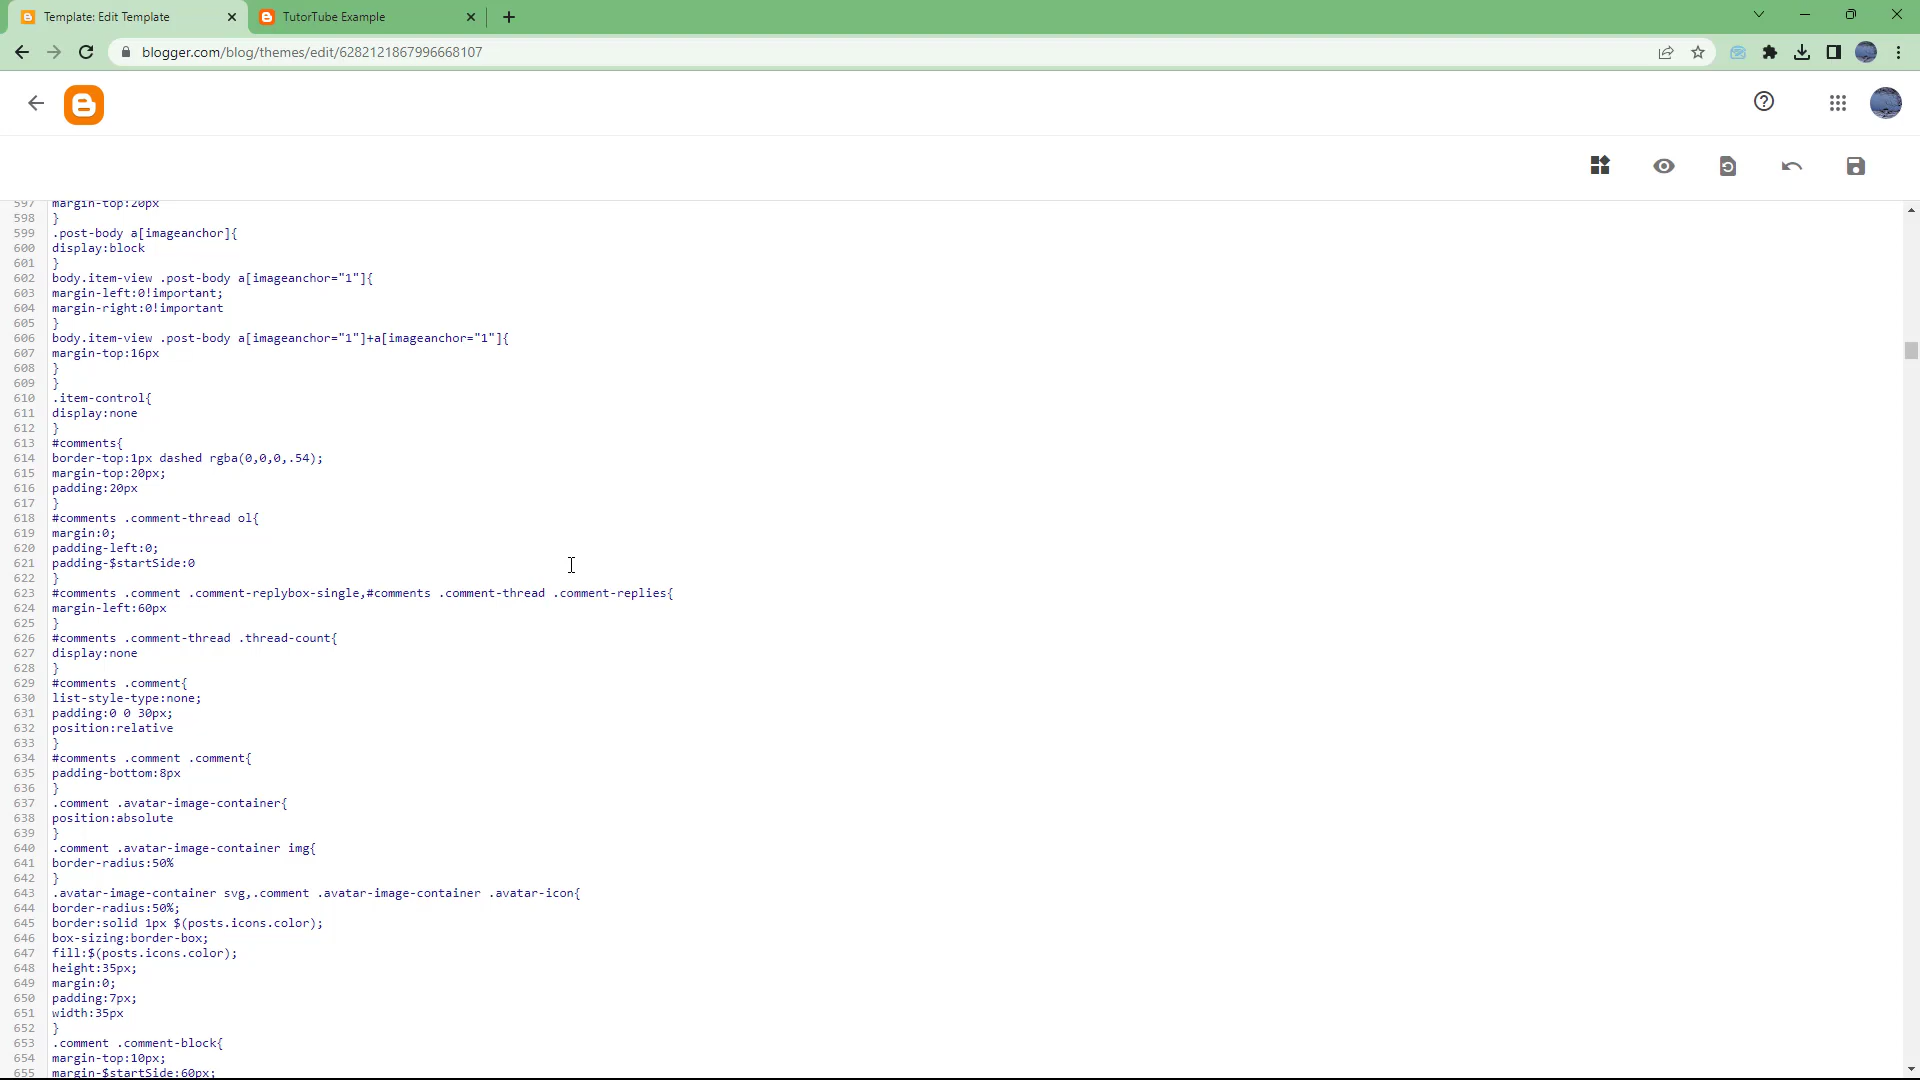 Template: Edit Template
TutorTube Example
blogger.com/blog/themes/edit/6282121867996668107
597 margin-top:20px
598 }
599 .post-body a[imageanchor]{
600 display:block
601 }
602 body.item-view .post-body a[imageanchor="1"]{
603 margin-left:0!important;
604 margin-right:0!important
605 }
606 body.item-view .post-body a[imageanchor="1"]+a[imageanchor="1"]{
607 margin-top:16px
608 }
609 }
610 .item-control{
611 display:none
612 }
613 #comments{
614 border-top:1px dashed rgba(0,0,0,.54);
615 margin-top:20px;
616 padding:20px
617 }
618 #comments .comment-thread ol{
619 margin:0;
620 padding-left:0;
621 padding-$startSide:0
622 }
623 #comments .comment .comment-replybox-single,#comments .comment-thread .comment-replies{
624 margin-left:60px
625 }
626 #comments .comment-thread .thread-count{
627 display:none
628 }
629 #comments .comment{
630 list-style-type:none;
631 padding:0 0 30px;
632 position:relative
633 }
634 #comments .comment .comment{
635 padding-bottom:8px
636 }
637 .comment .avatar-image-container{
638 position:absolute
639 }
640 .comment .avatar-image-container img{
641 border-radius:50%
642 }
643 .avatar-image-container svg,.comment .avatar-image-container .avatar-icon{
644 border-radius:50%;
645 border:solid 1px $(posts.icons.color);
646 box-sizing:border-box;
647 fill:$(posts.icons.color);
648 height:35px;
649 margin:0;
650 padding:7px;
651 width:35px
652 }
653 .comment .comment-block{
654 margin-top:10px;
655 margin-$startSide:60px;